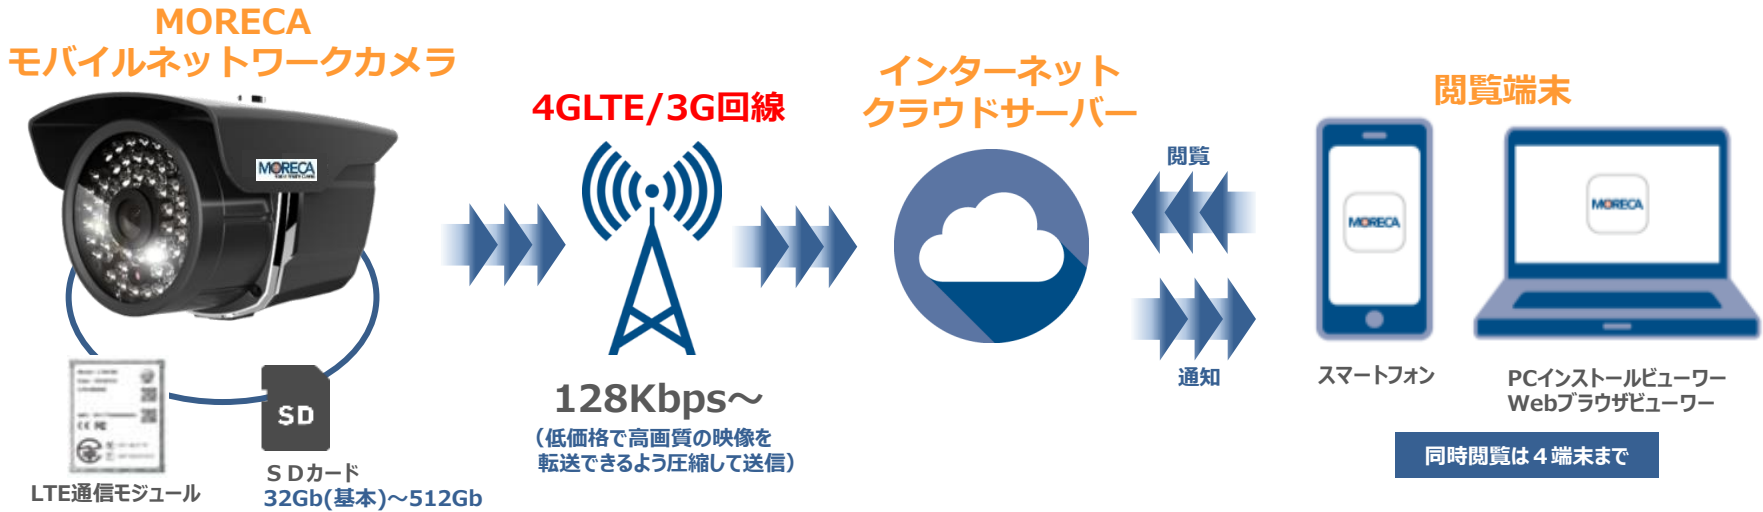 MORECA
モバイルネットワークカメラ
MORECA
LTE通信モジュール
SD
ＳＤカード
32Gb(基本)～512Gb
4GLTE/3G回線
128Kbps～
（低価格で高画質の映像を
転送できるよう圧縮して送信）
インターネット
クラウドサーバー
閲覧
通知
閲覧端末
MORECA
MORECA
スマートフォン
PCインストールビューワー
Webブラウザビューワー
同時閲覧は４端末まで